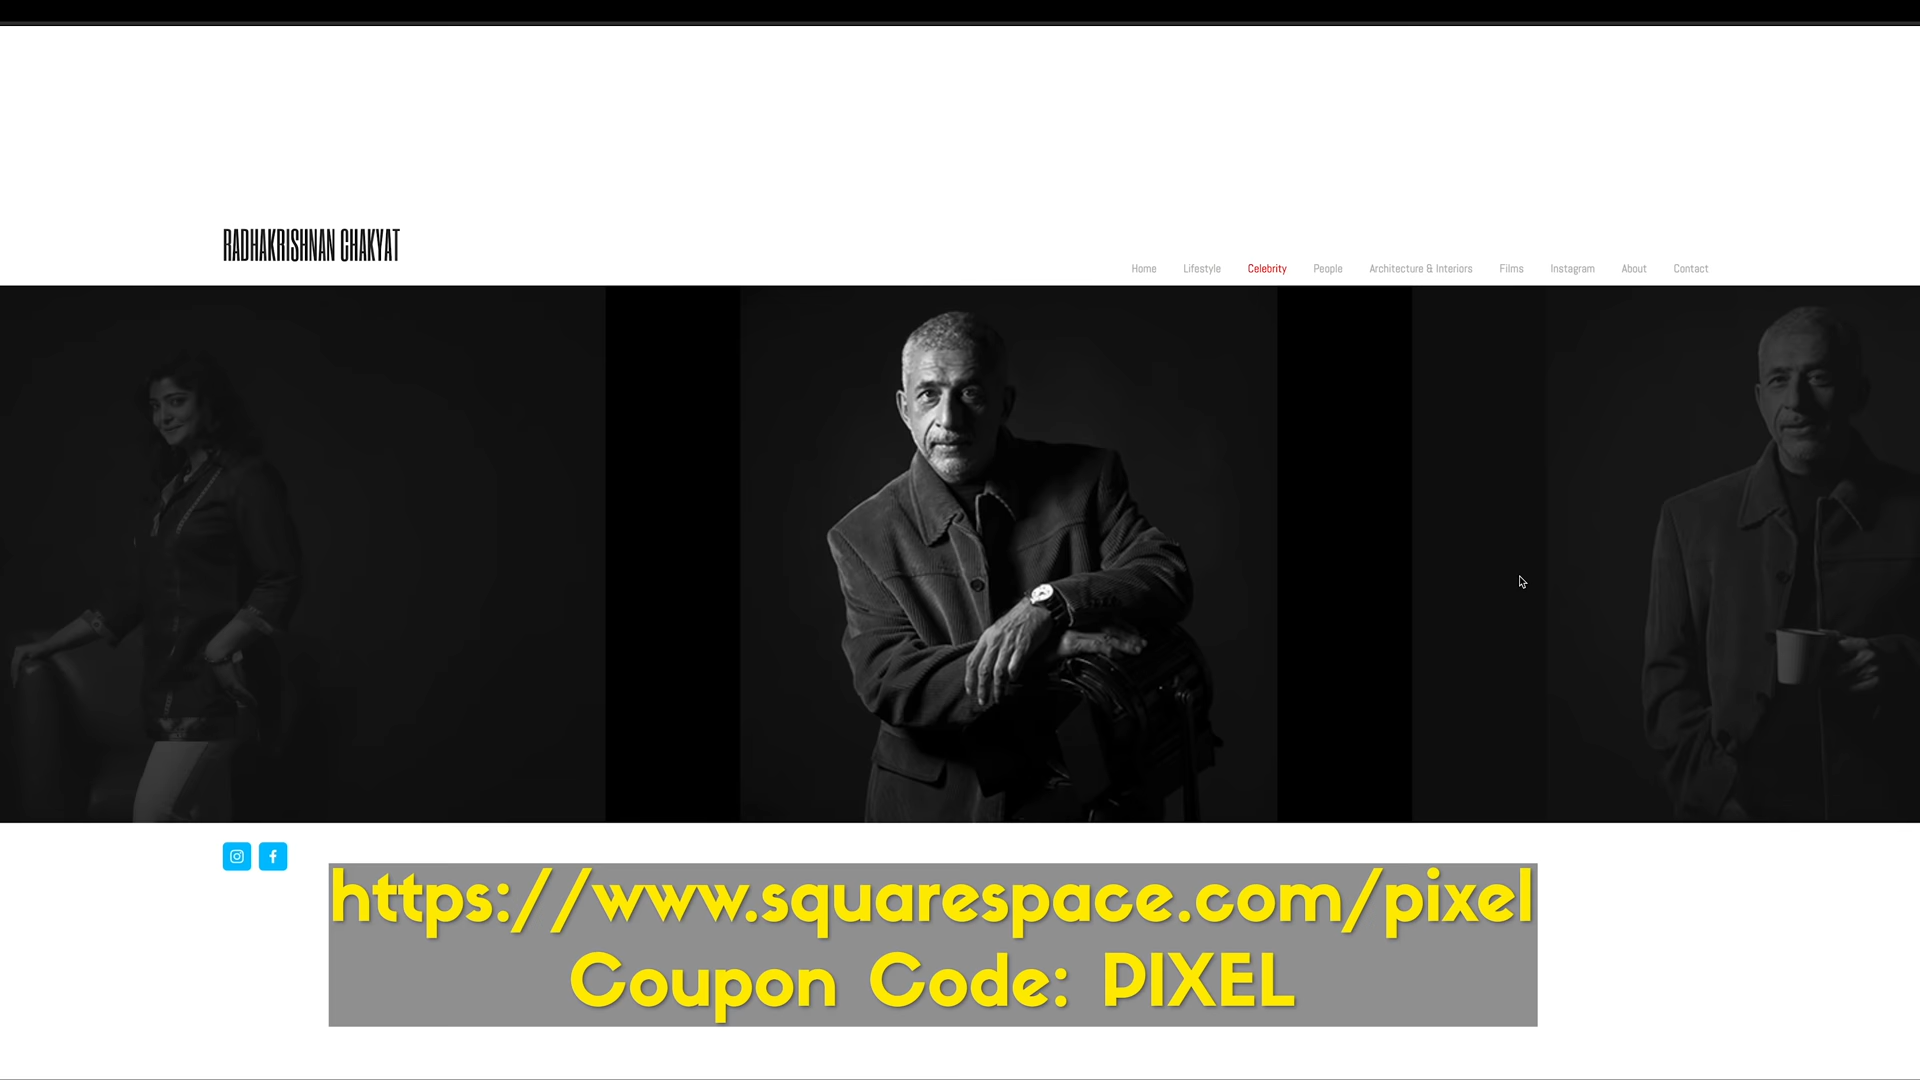 RADHAKRISHNAN CHAKYAT
Home Lifestyle Celebrity People Architecture & Interiors Films Instagram About Contact
https://www.squarespace.com/pixel
Coupon Code: PIXEL